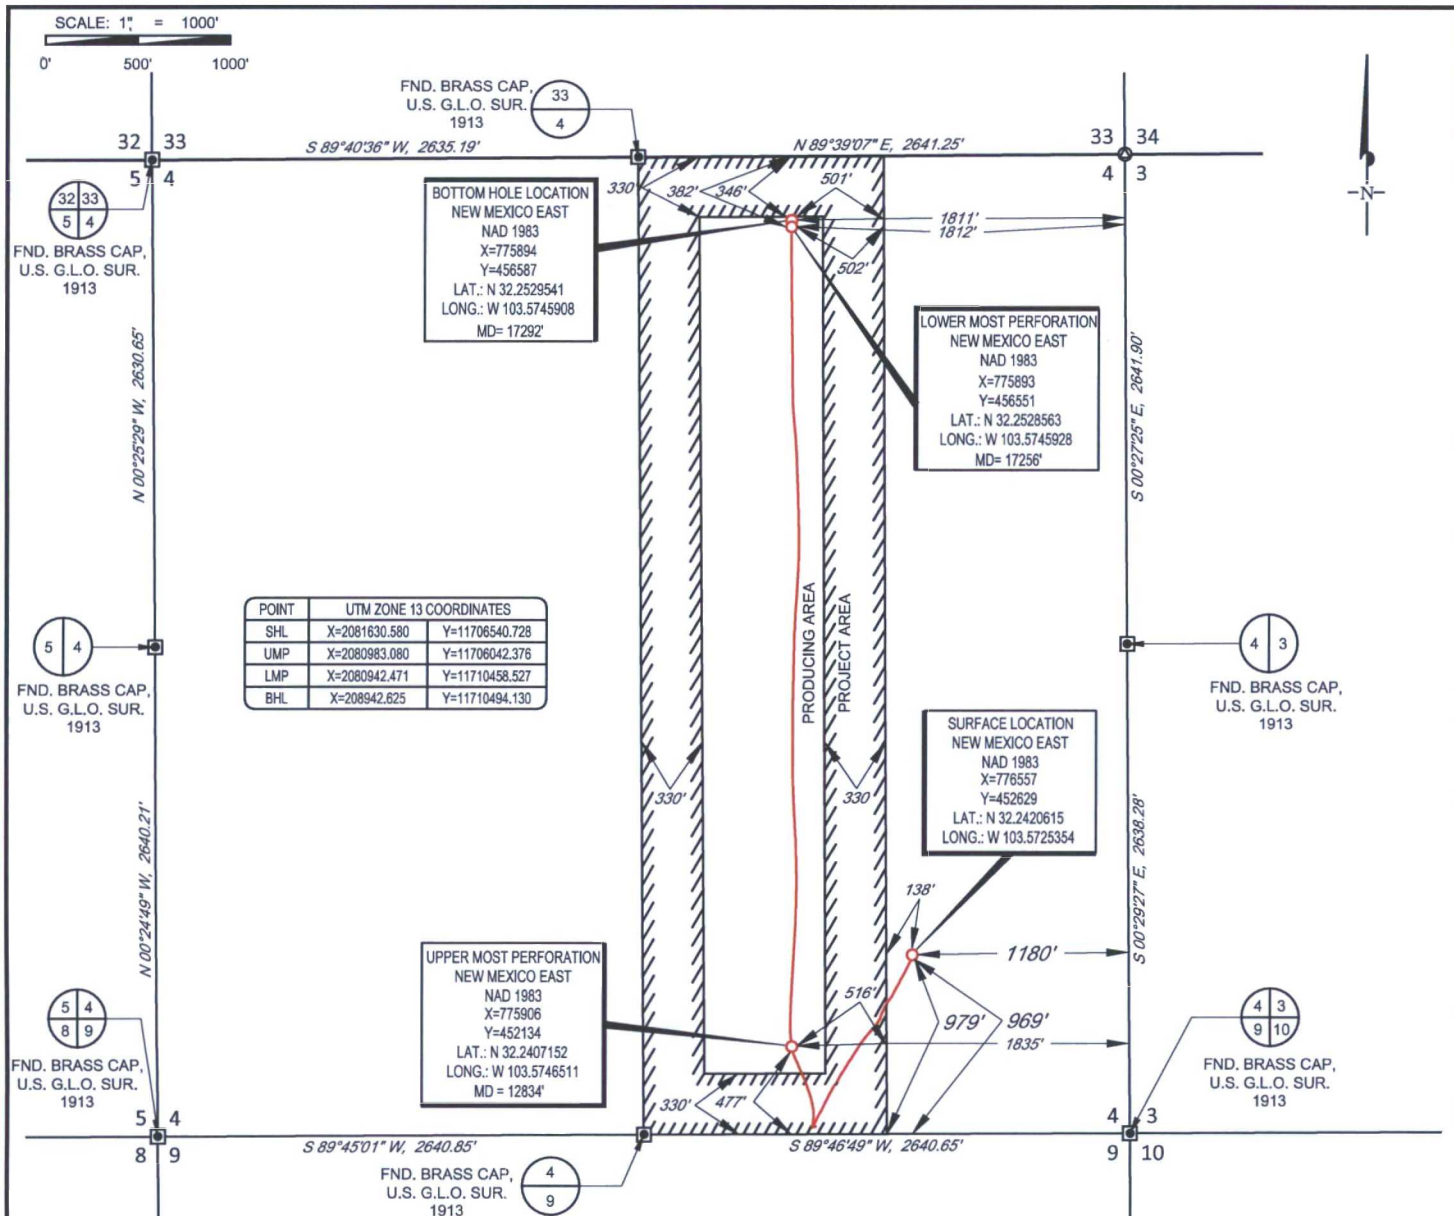 SCALE: 1" = 1000'
0' 500' 1000'
FND. BRASS CAP,
U.S. G.L.O. SUR.
1913
33
4
32 33
5 4
S 89°40'36" W, 2635.19'
N 89°39'07" E, 2641.25'
33 34
4 3
32 33
5 4
FND. BRASS CAP,
U.S. G.L.O. SUR.
1913
330'
382'
346'
501'
1811'
1812'
502'
BOTTOM HOLE LOCATION
NEW MEXICO EAST
NAD 1983
X=775894
Y=456587
LAT.: N 32.2529541
LONG.: W 103.5745908
MD= 17292'
LOWER MOST PERFORATION
NEW MEXICO EAST
NAD 1983
X=775893
Y=456551
LAT.: N 32.2528563
LONG.: W 103.5745928
MD= 17256'
-N-
N 00°25'29" W, 2630.65'
S 00°27'25" E, 2641.90'
POINT UTM ZONE 13 COORDINATES
SHL X=2081630.580 Y=11706540.728
UMP X=2080983.080 Y=11706042.376
LMP X=2080942.471 Y=11710458.527
BHL X=208942.625 Y=11710494.130
5 4
FND. BRASS CAP,
U.S. G.L.O. SUR.
1913
PRODUCING AREA
PROJECT AREA
4 3
FND. BRASS CAP,
U.S. G.L.O. SUR.
1913
330'
330'
SURFACE LOCATION
NEW MEXICO EAST
NAD 1983
X=776557
Y=452629
LAT.: N 32.2420615
LONG.: W 103.5725354
N 00°24'49" W, 2640.21'
S 00°29'27" E, 2638.28'
138'
1180'
UPPER MOST PERFORATION
NEW MEXICO EAST
NAD 1983
X=775906
Y=452134
LAT.: N 32.2407152
LONG.: W 103.5746511
MD = 12834'
516'
979'
969'
1835'
330'
477'
5 4
8 9
FND. BRASS CAP,
U.S. G.L.O. SUR.
1913
4 3
9 10
FND. BRASS CAP,
U.S. G.L.O. SUR.
1913
5 4
8 9
S 89°45'01" W, 2640.85'
S 89°46'49" W, 2640.65'
4 3
9 10
FND. BRASS CAP,
U.S. G.L.O. SUR.
1913
4
9